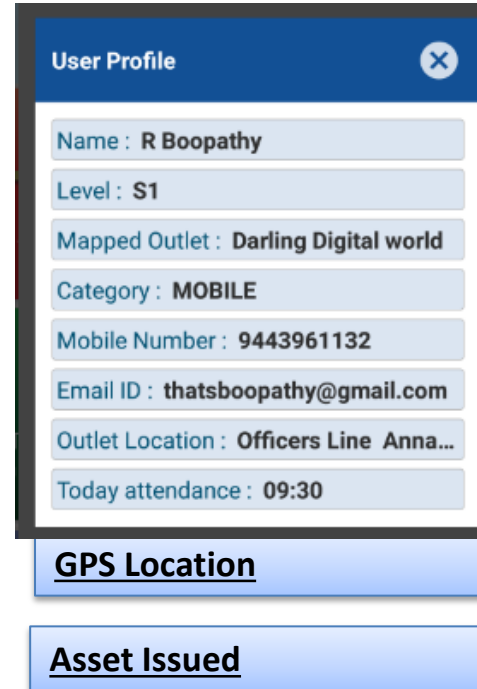 User Profile
Name : R Boopathy
Level : S1
Mapped Outlet : Darling Digital world
Category : MOBILE
Mobile Number : 9443961132
Email ID : thatsboopathy@gmail.com
Outlet Location : Officers Line Anna...
Today attendance : 09:30
GPS Location
Asset Issued